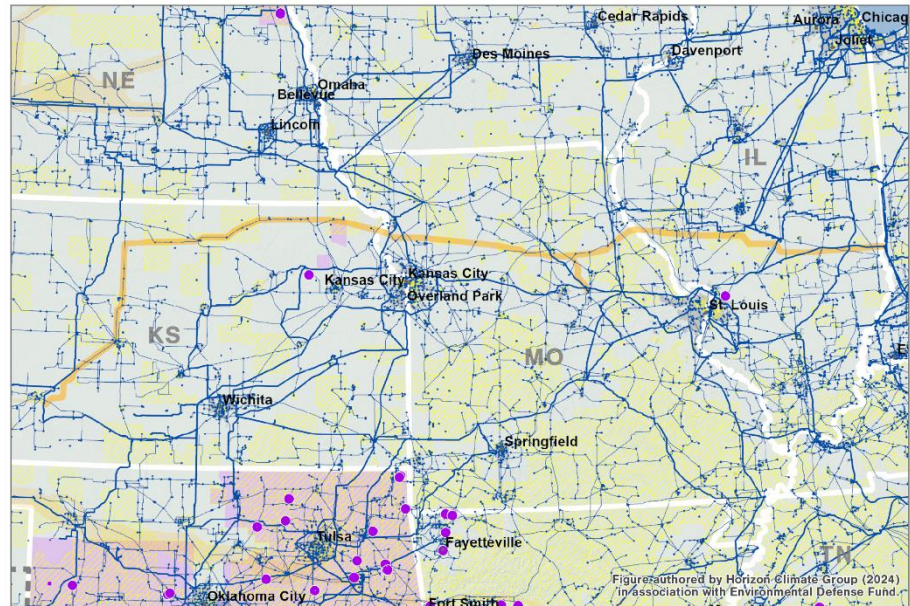 Cedar Rapids
Aurora
Chicag
Joliet
Des Moines
Davenport
NE
Omaha
Bellevue
Lincoln
IL
Kansas City
Kansas City
Overland Park
St. Louis
KS
MO
E
Wichita
Springfield
Tulsa
Fayetteville
TN
Oklahoma City
Fort Smith
Figure authored by Horizon Climate Group (2024)
in association with Environmental Defense Fund.